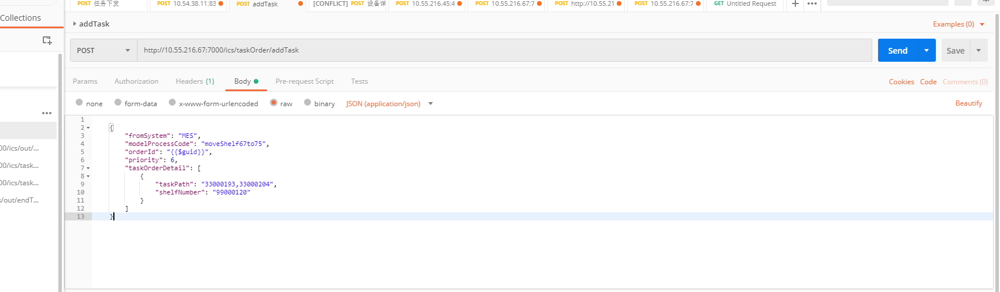 POST 任务下发
POST 10.54.38.11:83
POST addTask
[CONFLICT] POST 设备详
POST 10.55.216.45:4
POST 10.55.216.67:7
POST http://10.55.21
POST 10.55.216.67:7
GET Untitled Request
Collections
addTask
Examples (0)
POST
http://10.55.216.67:7000/ics/taskOrder/addTask
Send
Save
Params
Authorization
Headers (1)
Body
Pre-request Script
Tests
Cookies
Code
Comments (0)
none
form-data
x-www-form-urlencoded
raw
binary
JSON (application/json)
Beautify
00/ics/out/...
00/ics/task...
00/ics/task...
s/out/endT...
1
2 {
3 "fromSystem": "MES",
4 "modelProcessCode": "moveShelf67to75",
5 "orderId": "{{$guid}}",
6 "priority": 6,
7 "taskOrderDetail": [
8 {
9 "taskPath": "33000193,33000204",
10 "shelfNumber": "99000120"
11 }
12 ]
13 }